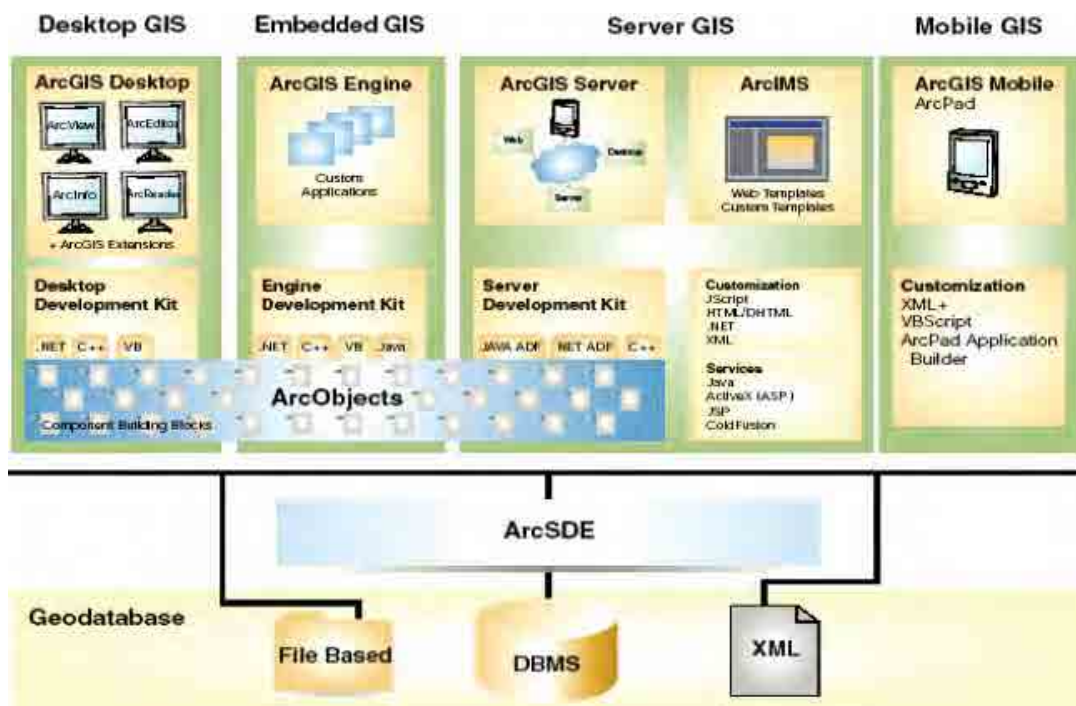 Desktop GIS
Embedded GIS
Server GIS
Mobile GIS
ArcGIS Desktop
ArcView
ArcEditor
ArcInfo
ArcReader
+ ArcGIS Extensions
Desktop
Development Kit
.NET C++ VB
ArcGIS Engine
Custom
Applications
Engine
Development Kit
.NET C++ VB Java
ArcGIS Server
Web
Desktop
Server
Server
Development Kit
JAVA ADF .NET ADF C++
ArcIMS
Web Templates
Custom Templates
Customization
JScript
HTML/DHTML
.NET
XML
Services
Java
ActiveX (ASP)
JSP
ColdFusion
ArcGIS Mobile
ArcPad
Customization
XML+
VBScript
ArcPad Application
Builder
ArcObjects
Component Building Blocks
ArcSDE
Geodatabase
File Based
DBMS
XML